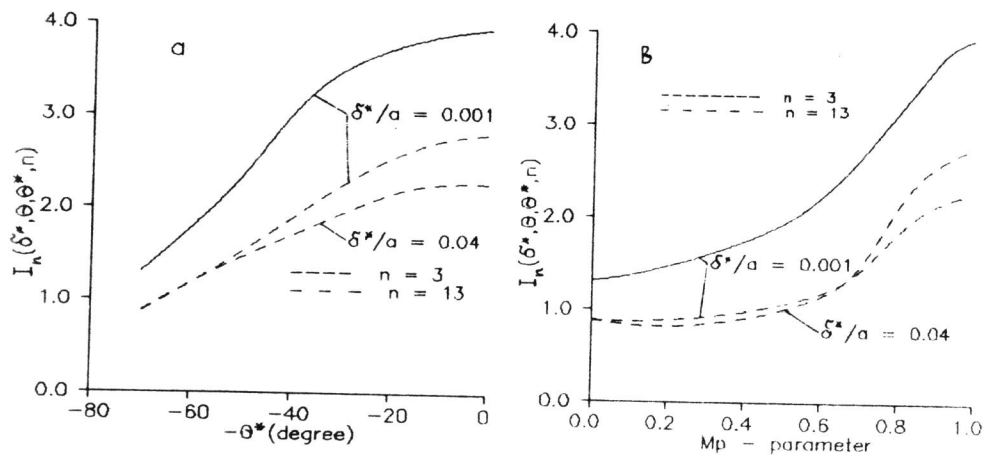 a
4.0
3.0
2.0
1.0
0.0
-80
-60
-40
-20
0
-Θ*(degree)
Iₙ(δ*,Θ,Θ*,n)
δ*/a = 0.001
δ*/a = 0.04
n = 3
n = 13
В
4.0
3.0
2.0
1.0
0.0
0.0
0.2
0.4
0.6
0.8
1.0
Mp - parameter
Iₙ(δ*,Θ,Θ*,n)
n = 3
n = 13
δ*/a = 0.001
δ*/a = 0.04